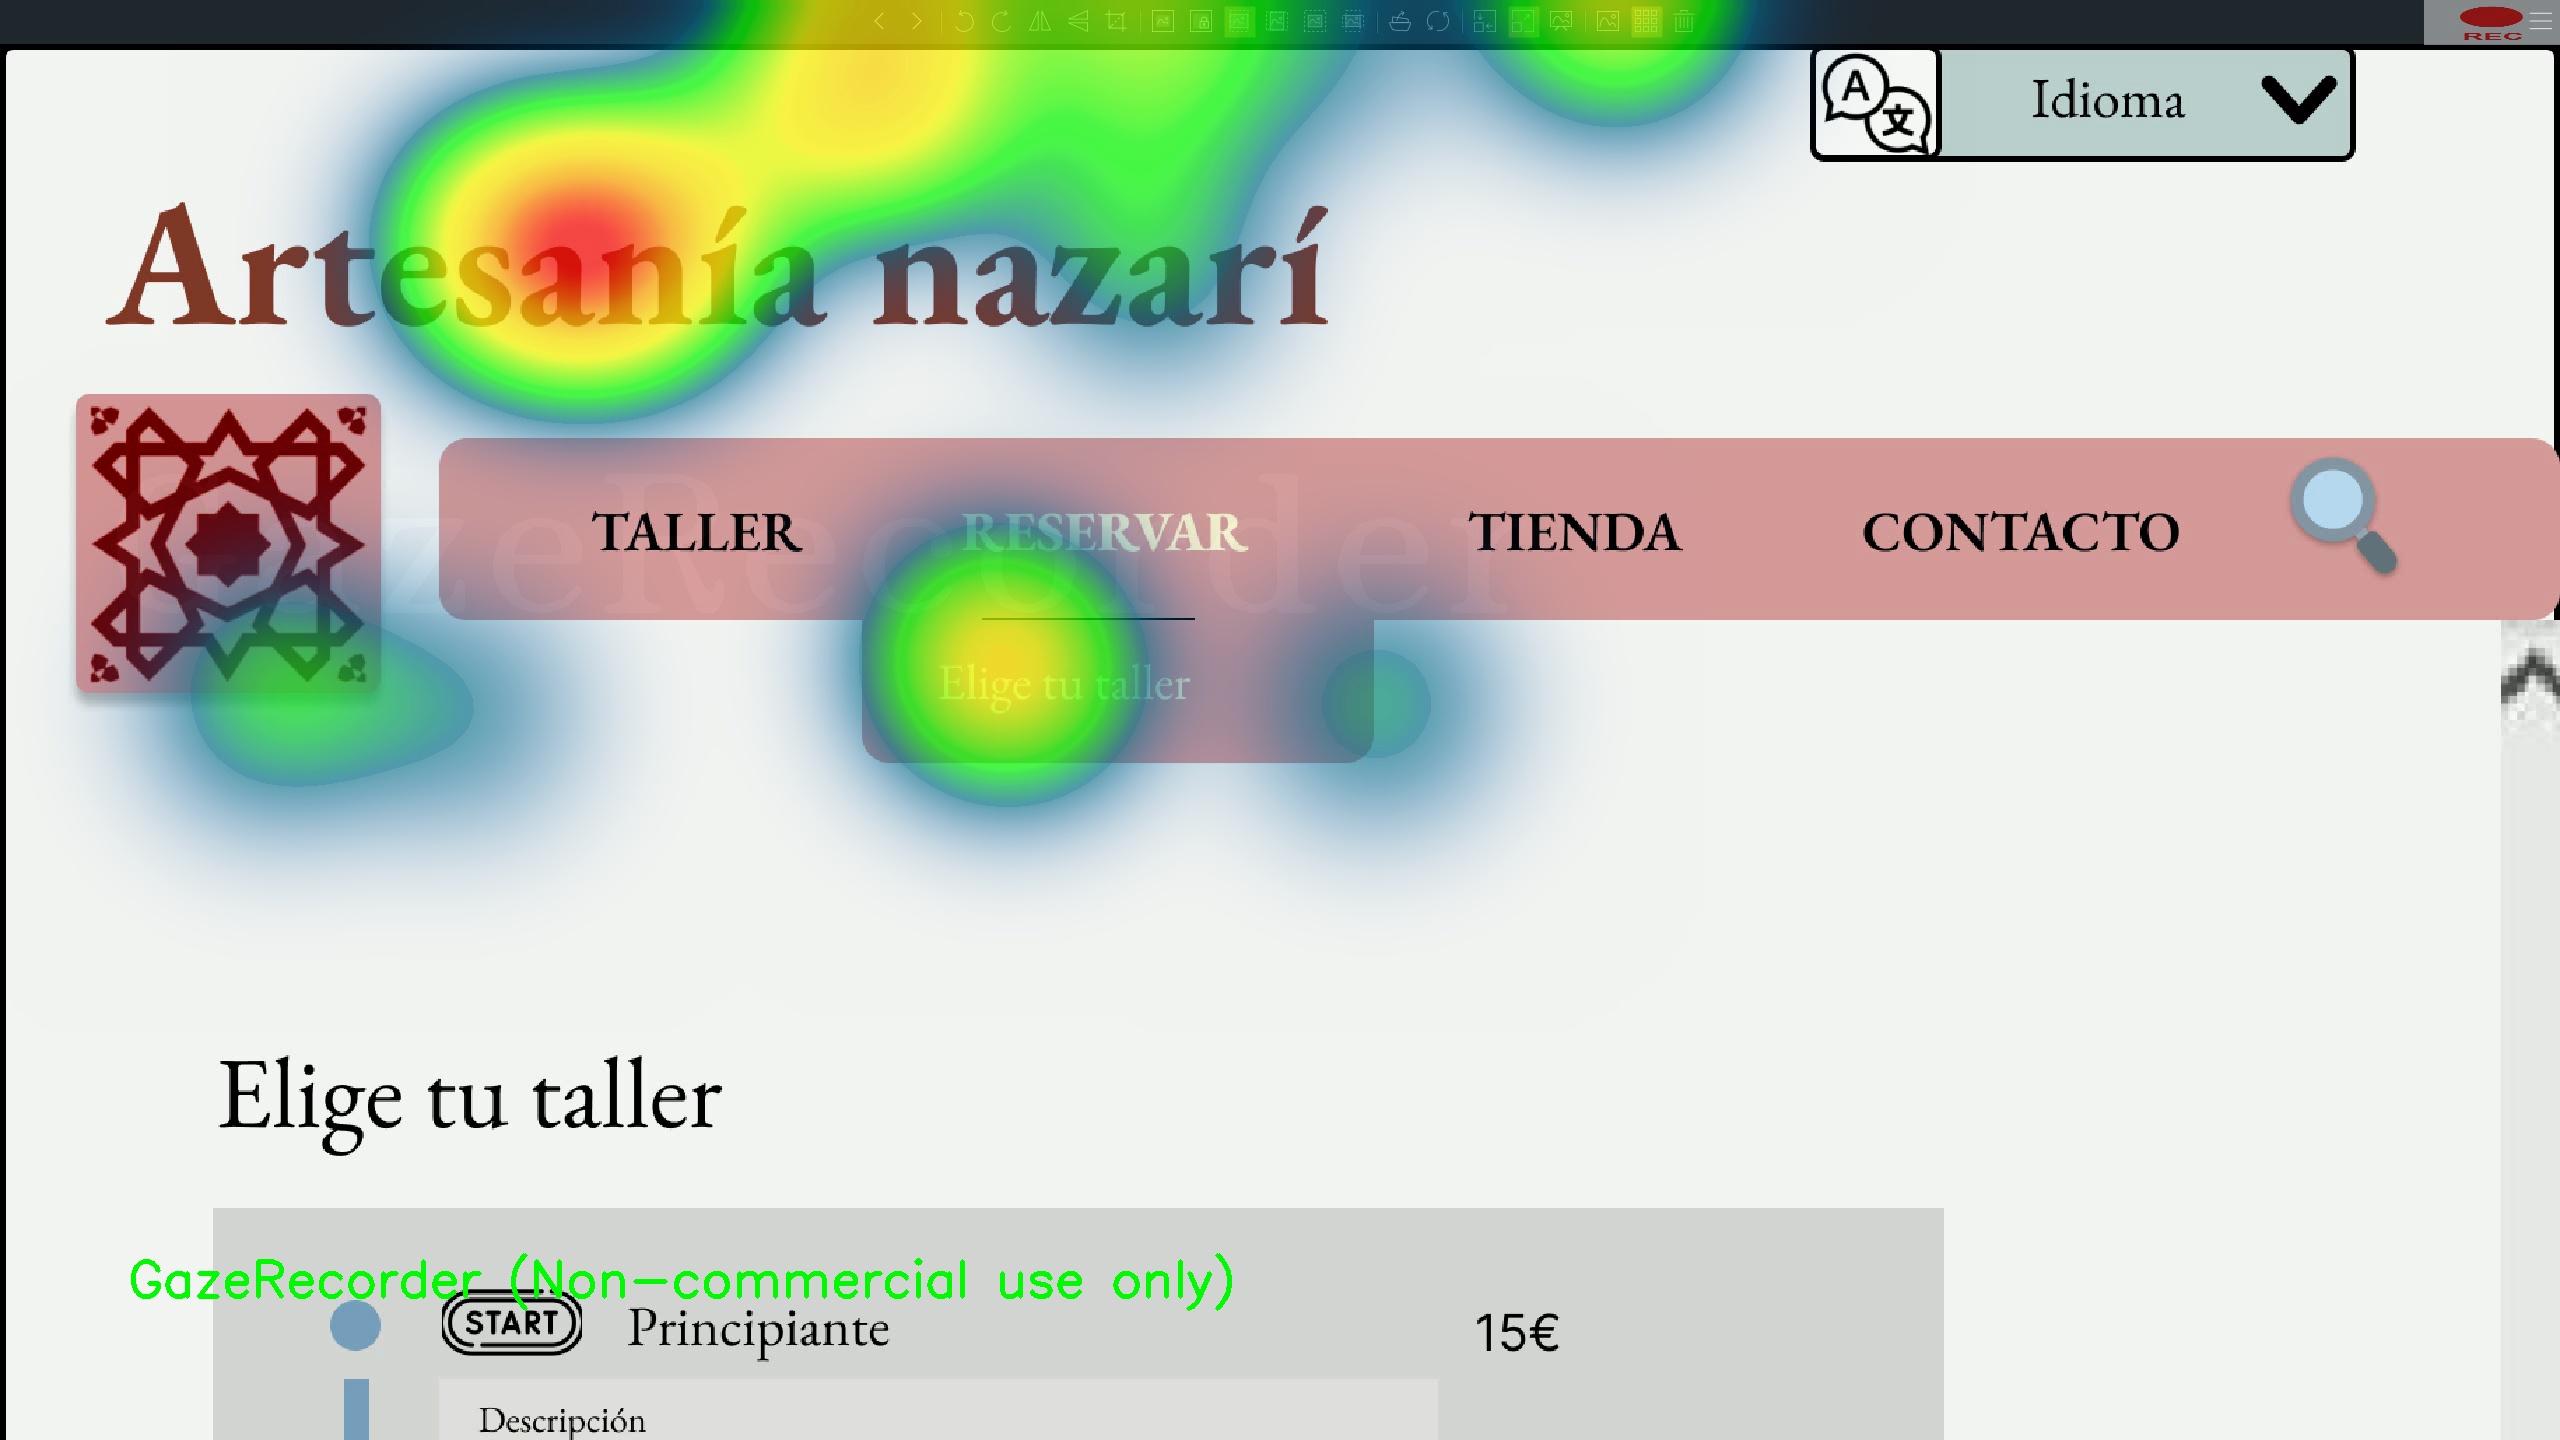 REC
A 文 Idioma
Artesanía nazarí
GazeRecorder
TALLER RESERVAR TIENDA CONTACTO
Elige tu taller
Elige tu taller
GazeRecorder (Non-commercial use only)
START Principiante 15€
Descripción